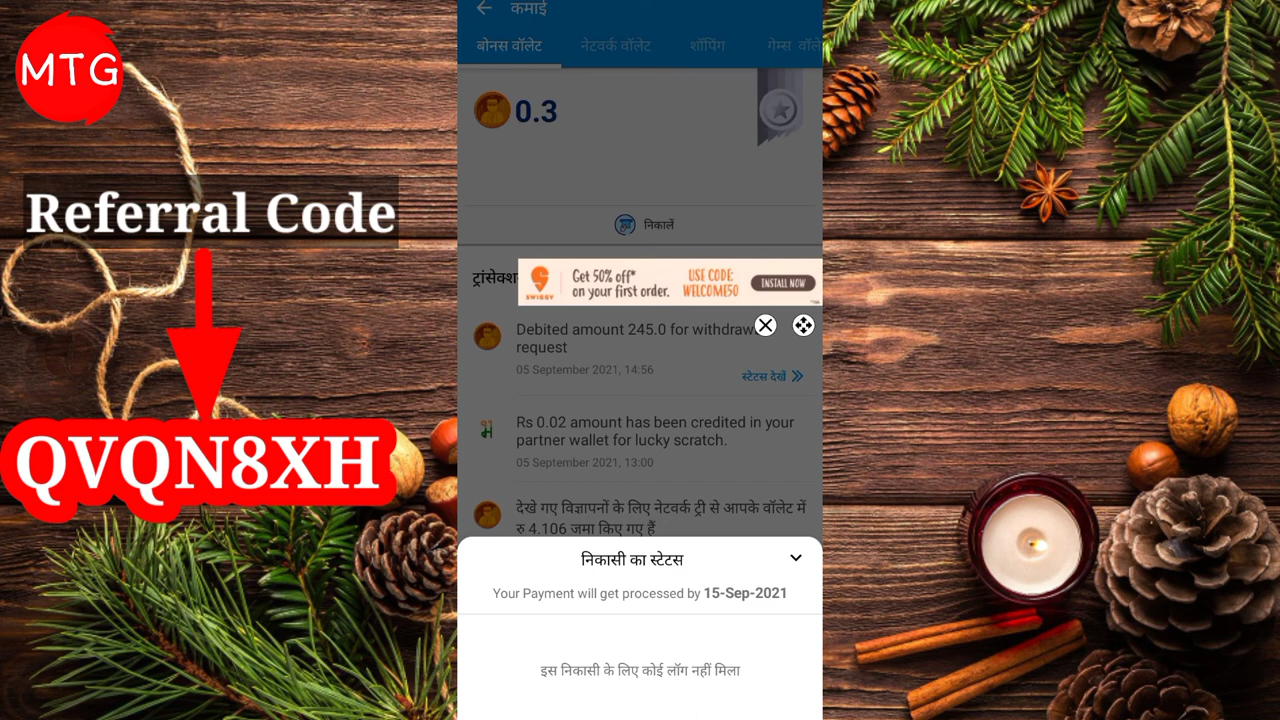 MTG
Referral Code
QVQN8XH
कमाई
बोनस वॉलेट नेटवर्क वॉलेट शॉपिंग गेम्स वॉले
0.3
निकालें
ट्रांसेक्श
SWIGGY
Get 50% off*
on your first order.
USE CODE:
WELCOME50
INSTALL NOW
Debited amount 245.0 for withdraw
request
05 September 2021, 14:56
स्टेटस देखें
Rs 0.02 amount has been credited in your
partner wallet for lucky scratch.
05 September 2021, 13:00
देखे गए विज्ञापनों के लिए नेटवर्क ट्री से आपके वॉलेट में
रु 4.106 जमा किए गए हैं
निकासी का स्टेटस
Your Payment will get processed by 15-Sep-2021
इस निकासी के लिए कोई लॉग नहीं मिला